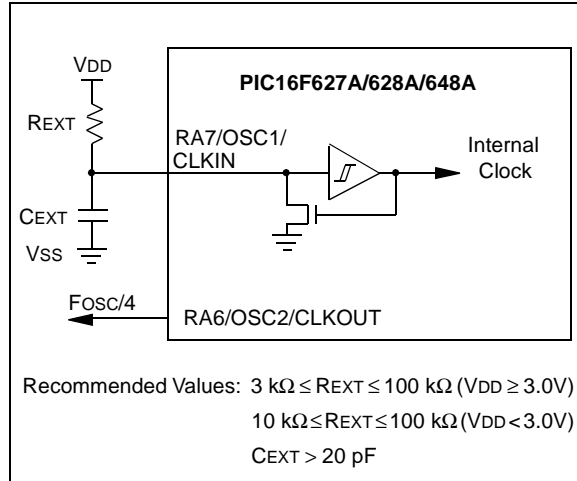 VDD
PIC16F627A/628A/648A
REXT
RA7/OSC1/
CLKIN
Internal
Clock
CEXT
VSS
FOSC/4
RA6/OSC2/CLKOUT
Recommended Values: 3 kΩ ≤ REXT ≤ 100 kΩ (VDD ≥ 3.0V)
10 kΩ ≤ REXT ≤ 100 kΩ (VDD < 3.0V)
CEXT > 20 pF